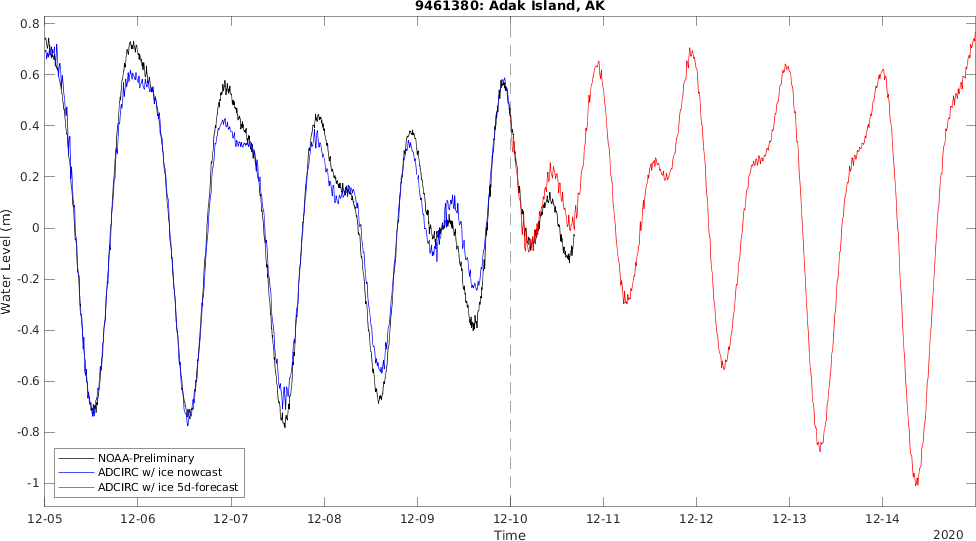 9461380: Adak Island, AK
0.8
0.6
0.4
0.2
0
-0.2
-0.4
-0.6
-0.8
-1
Water Level (m)
NOAA-Preliminary
ADCIRC w/ ice nowcast
ADCIRC w/ ice 5d-forecast
12-05 12-06 12-07 12-08 12-09 12-10 12-11 12-12 12-13 12-14
Time
2020